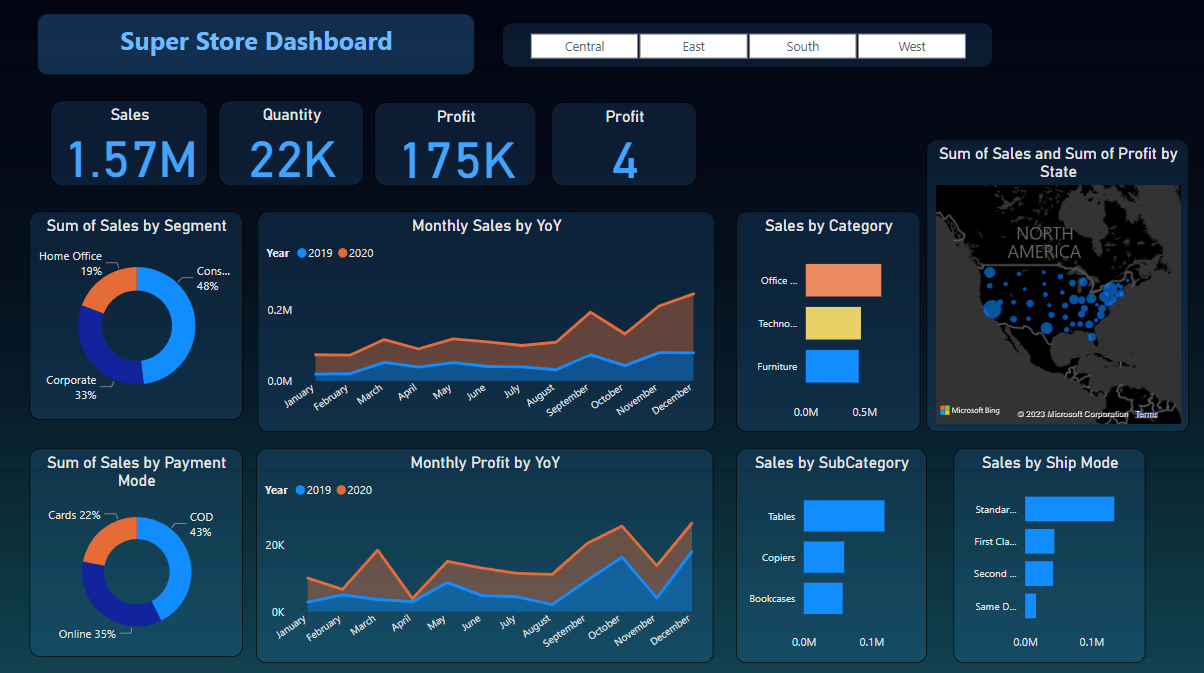 Super Store Dashboard
Central
East
South
West
Sales
1.57M
Quantity
22K
Profit
175K
Profit
4
Sum of Sales and Sum of Profit by
State
NORTH
AMERICA
Microsoft Bing
© 2023 Microsoft Corporation Terms
Sum of Sales by Segment
Home Office
19%
Cons...
48%
Corporate
33%
Monthly Sales by YoY
Year 2019 2020
0.2M
0.0M
January
February
March
April
May
June
July
August
September
October
November
December
Sales by Category
Office ...
Techno...
Furniture
0.0M
0.5M
Sum of Sales by Payment
Mode
Cards 22%
COD
43%
Online 35%
Monthly Profit by YoY
Year 2019 2020
20K
0K
January
February
March
April
May
June
July
August
September
October
November
December
Sales by SubCategory
Tables
Copiers
Bookcases
0.0M
0.1M
Sales by Ship Mode
Standar...
First Cla...
Second ...
Same D...
0.0M
0.1M